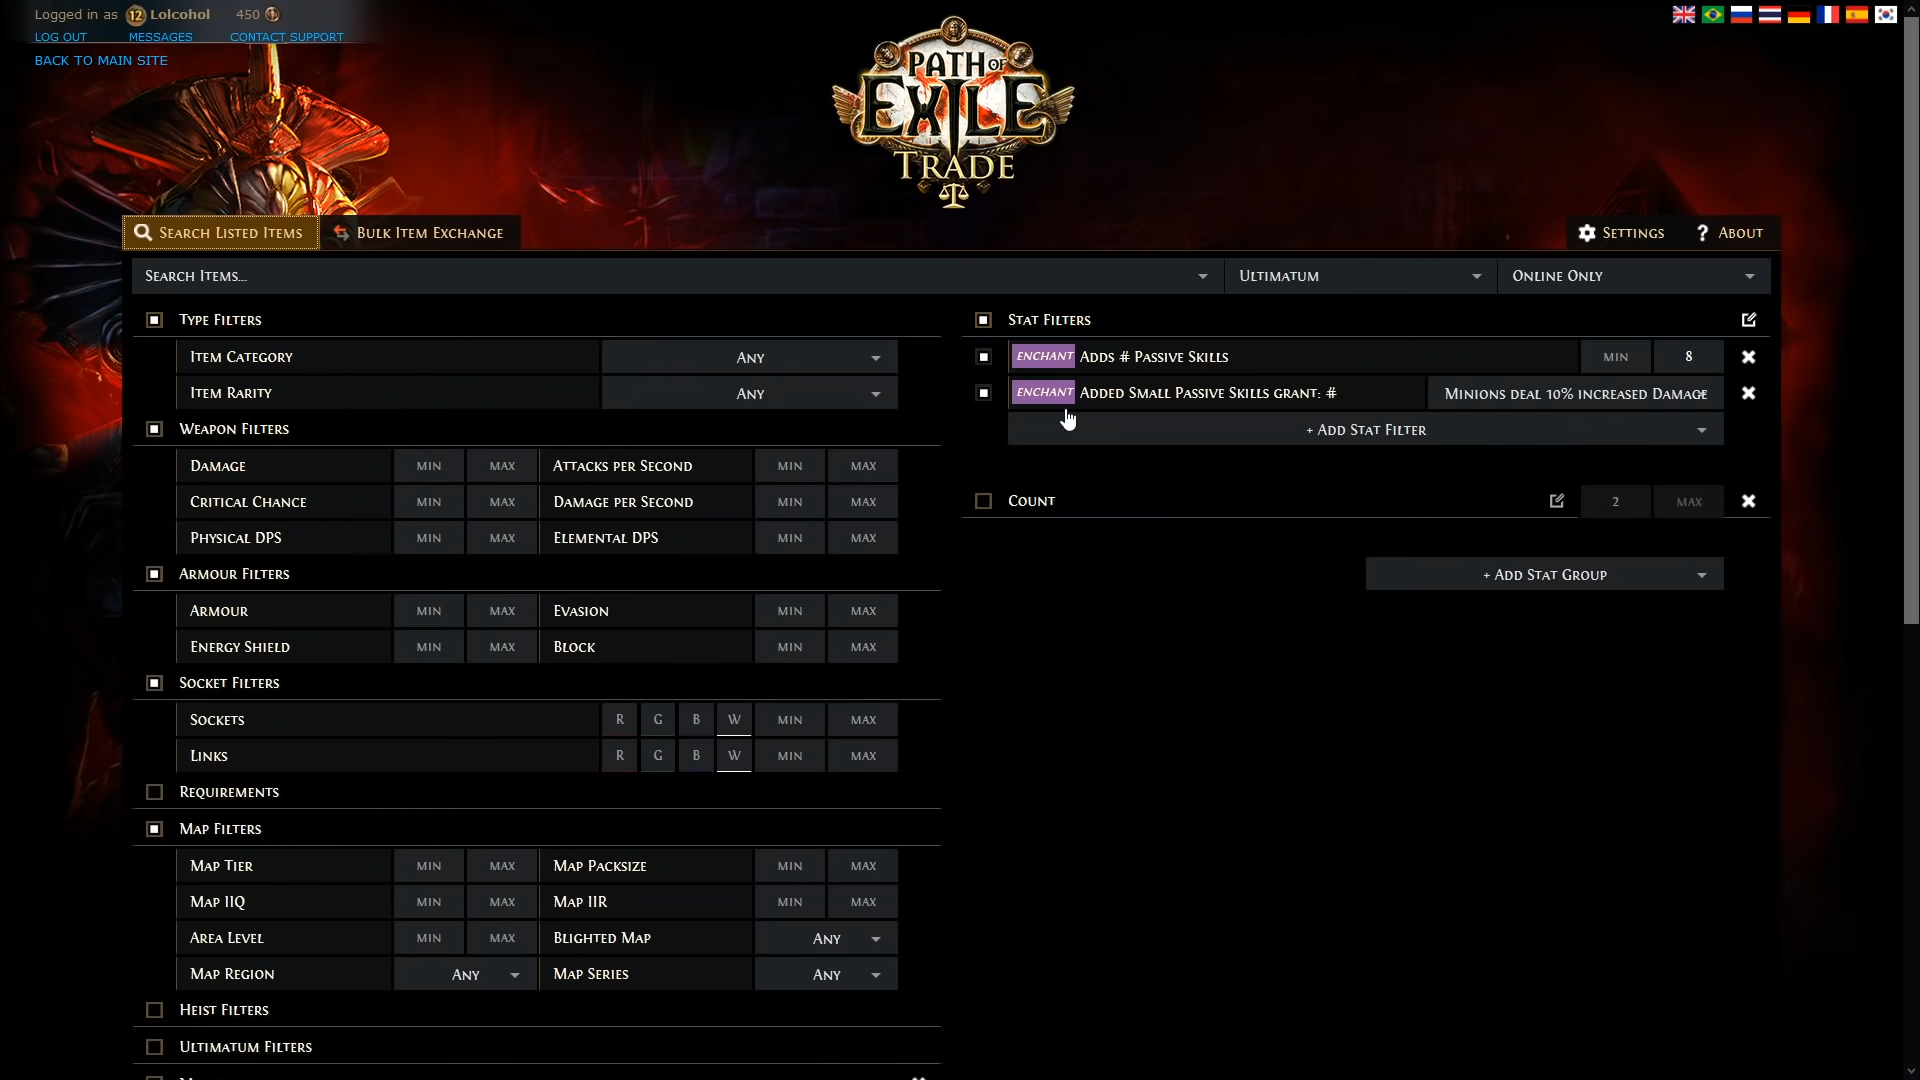 Logged in as 12 Lolcohol 450
LOG OUT MESSAGES CONTACT SUPPORT
BACK TO MAIN SITE
PATH OF
EXILE
TRADE
Search Listed Items
Bulk Item Exchange
Settings
? About
Search Items...
Ultimatum
Online Only
Type Filters
Item Category Any
Item Rarity Any
Weapon Filters
Damage MIN MAX Attacks per Second MIN MAX
Critical Chance MIN MAX Damage per Second MIN MAX
Physical DPS MIN MAX Elemental DPS MIN MAX
Armour Filters
Armour MIN MAX Evasion MIN MAX
Energy Shield MIN MAX Block MIN MAX
Socket Filters
Sockets R G B W MIN MAX
Links R G B W MIN MAX
Requirements
Map Filters
Map Tier MIN MAX Map Packsize MIN MAX
Map IIQ MIN MAX Map IIR MIN MAX
Area Level MIN MAX Blighted Map Any
Map Region Any Map Series Any
Heist Filters
Ultimatum Filters
Stat Filters
ENCHANT Adds # Passive Skills MIN 8
ENCHANT Added Small Passive Skills grant: # Minions deal 10% increased Damage
+ Add Stat Filter
Count 2 MAX
+ Add Stat Group